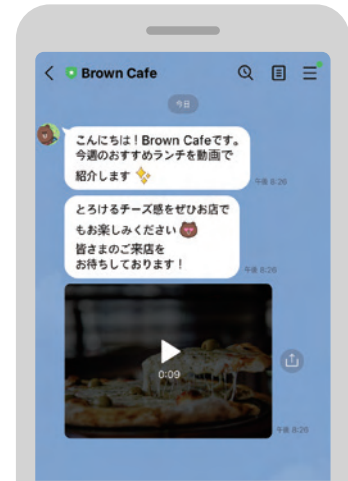 Brown Cafe
今日
こんにちは！Brown Cafeです。
今週のおすすめランチを動画で
紹介します
午後 8:26
とろけるチーズ感をぜひお店で
もお楽しみください
皆さまのご来店を
お待ちしております！
午後 8:26
0:09
午後 8:26